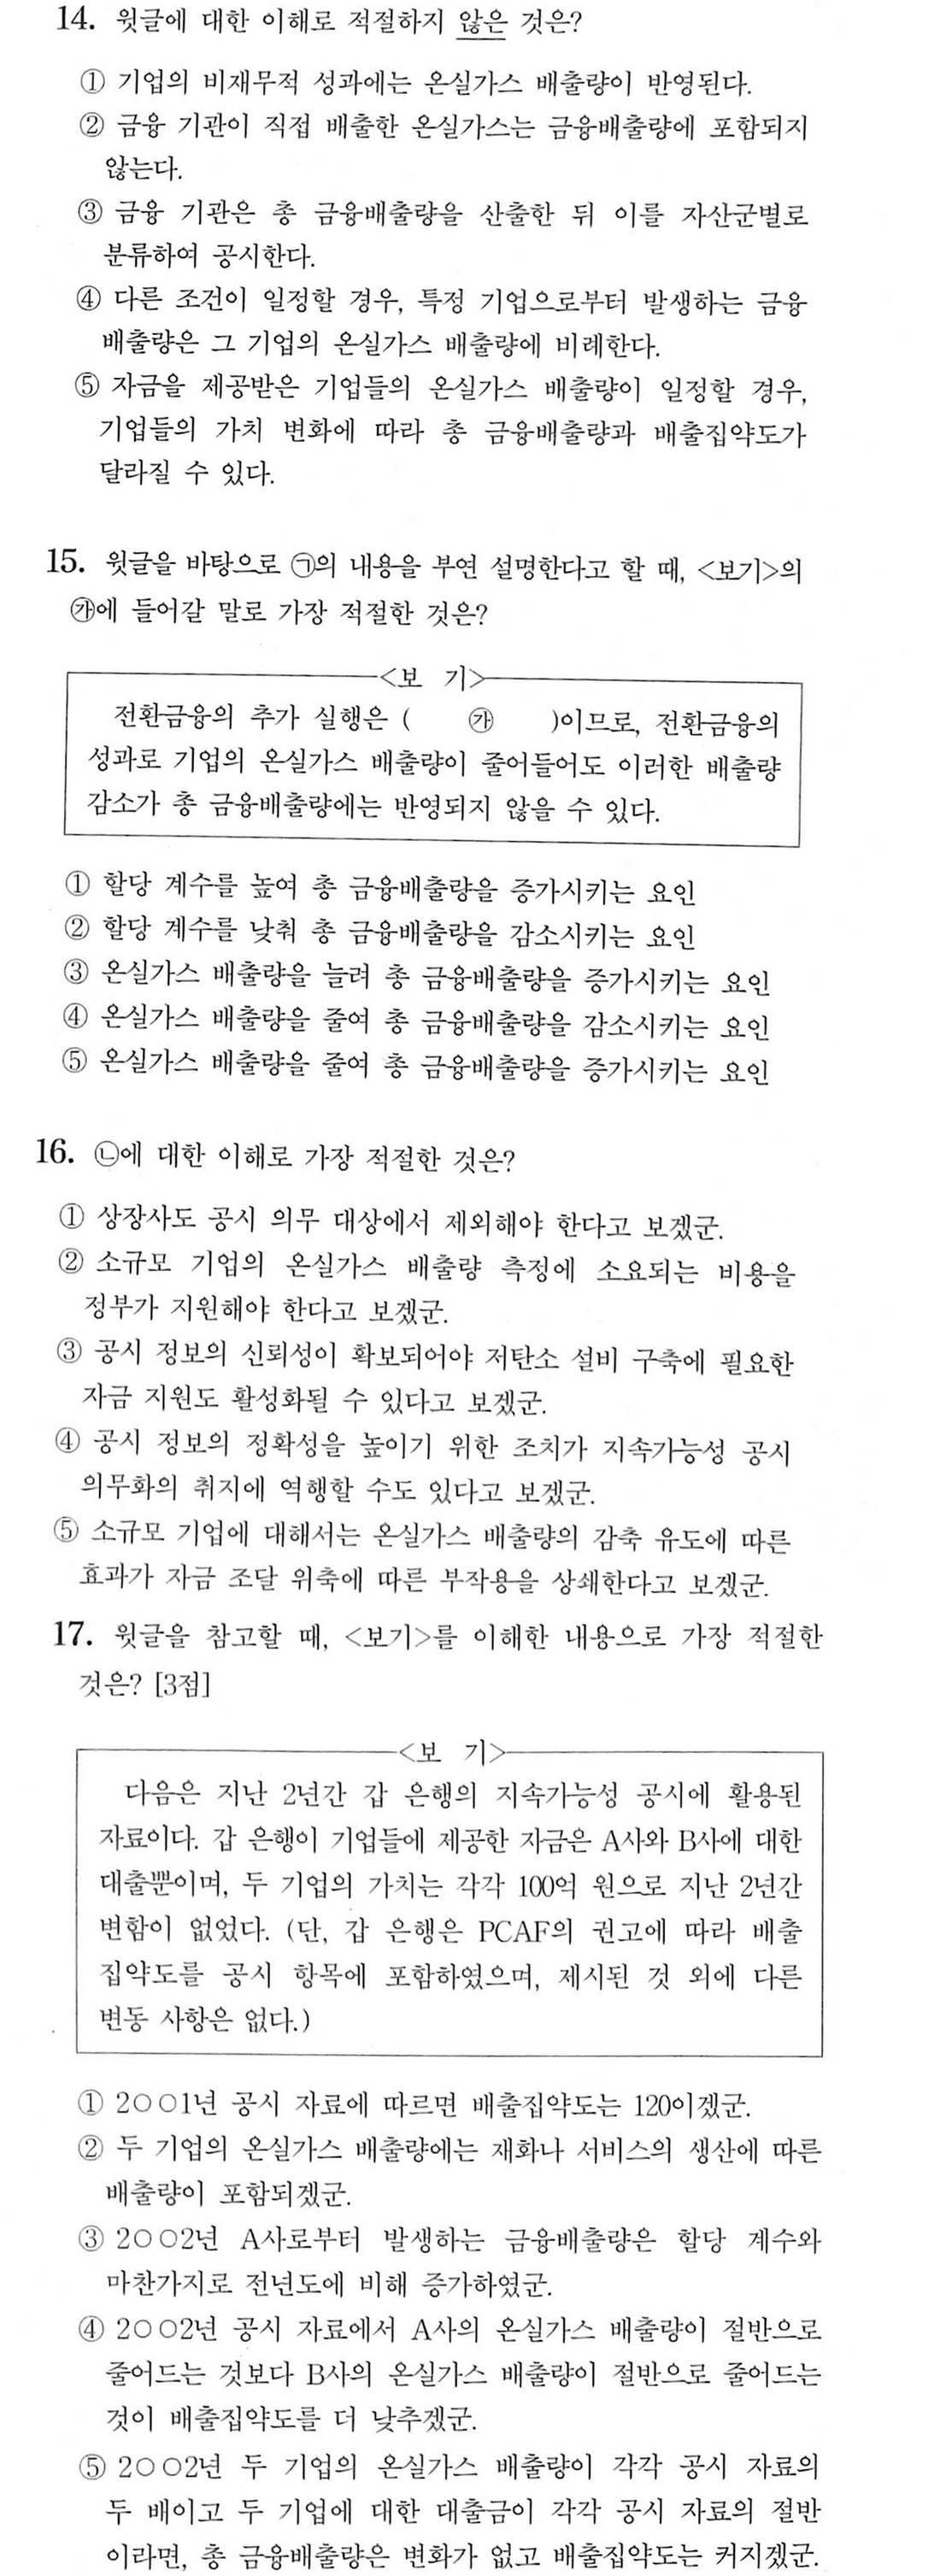 14. 윗글에 대한 이해로 적절하지 않은 것은?
① 기업의 비재무적 성과에는 온실가스 배출량이 반영된다.
② 금융 기관이 직접 배출한 온실가스는 금융배출량에 포함되지
않는다.
③ 금융 기관은 총 금융배출량을 산출한 뒤 이를 자산군별로
분류하여 공시한다.
④ 다른 조건이 일정할 경우, 특정 기업으로부터 발생하는 금융
배출량은 그 기업의 온실가스 배출량에 비례한다.
⑤ 자금을 제공받은 기업들의 온실가스 배출량이 일정할 경우,
기업들의 가치 변화에 따라 총 금융배출량과 배출집약도가
달라질 수 있다.
15. 윗글을 바탕으로 ㉠의 내용을 부연 설명한다고 할 때, <보기>의
㉮에 들어갈 말로 가장 적절한 것은?
<보 기>
전환금융의 추가 실행은 ( ㉮ )이므로, 전환금융의
성과로 기업의 온실가스 배출량이 줄어들어도 이러한 배출량
감소가 총 금융배출량에는 반영되지 않을 수 있다.
① 할당 계수를 높여 총 금융배출량을 증가시키는 요인
② 할당 계수를 낮춰 총 금융배출량을 감소시키는 요인
③ 온실가스 배출량을 늘려 총 금융배출량을 증가시키는 요인
④ 온실가스 배출량을 줄여 총 금융배출량을 감소시키는 요인
⑤ 온실가스 배출량을 줄여 총 금융배출량을 증가시키는 요인
16. ㉡에 대한 이해로 가장 적절한 것은?
① 상장사도 공시 의무 대상에서 제외해야 한다고 보겠군.
② 소규모 기업의 온실가스 배출량 측정에 소요되는 비용을
정부가 지원해야 한다고 보겠군.
③ 공시 정보의 신뢰성이 확보되어야 저탄소 설비 구축에 필요한
자금 지원도 활성화될 수 있다고 보겠군.
④ 공시 정보의 정확성을 높이기 위한 조치가 지속가능성 공시
의무화의 취지에 역행할 수도 있다고 보겠군.
⑤ 소규모 기업에 대해서는 온실가스 배출량의 감축 유도에 따른
효과가 자금 조달 위축에 따른 부작용을 상쇄한다고 보겠군.
17. 윗글을 참고할 때, <보기>를 이해한 내용으로 가장 적절한
것은? [3점]
<보 기>
다음은 지난 2년간 갑 은행의 지속가능성 공시에 활용된
자료이다. 갑 은행이 기업들에 제공한 자금은 A사와 B사에 대한
대출뿐이며, 두 기업의 가치는 각각 100억 원으로 지난 2년간
변함이 없었다. (단, 갑 은행은 PCAF의 권고에 따라 배출
집약도를 공시 항목에 포함하였으며, 제시된 것 외에 다른
변동 사항은 없다.)
① 2○○1년 공시 자료에 따르면 배출집약도는 120이겠군.
② 두 기업의 온실가스 배출량에는 재화나 서비스의 생산에 따른
배출량이 포함되겠군.
③ 2○○2년 A사로부터 발생하는 금융배출량은 할당 계수와
마찬가지로 전년도에 비해 증가하였군.
④ 2○○2년 공시 자료에서 A사의 온실가스 배출량이 절반으로
줄어드는 것보다 B사의 온실가스 배출량이 절반으로 줄어드는
것이 배출집약도를 더 낮추겠군.
⑤ 2○○2년 두 기업의 온실가스 배출량이 각각 공시 자료의
두 배이고 두 기업에 대한 대출금이 각각 공시 자료의 절반
이라면, 총 금융배출량은 변화가 없고 배출집약도는 커지겠군.